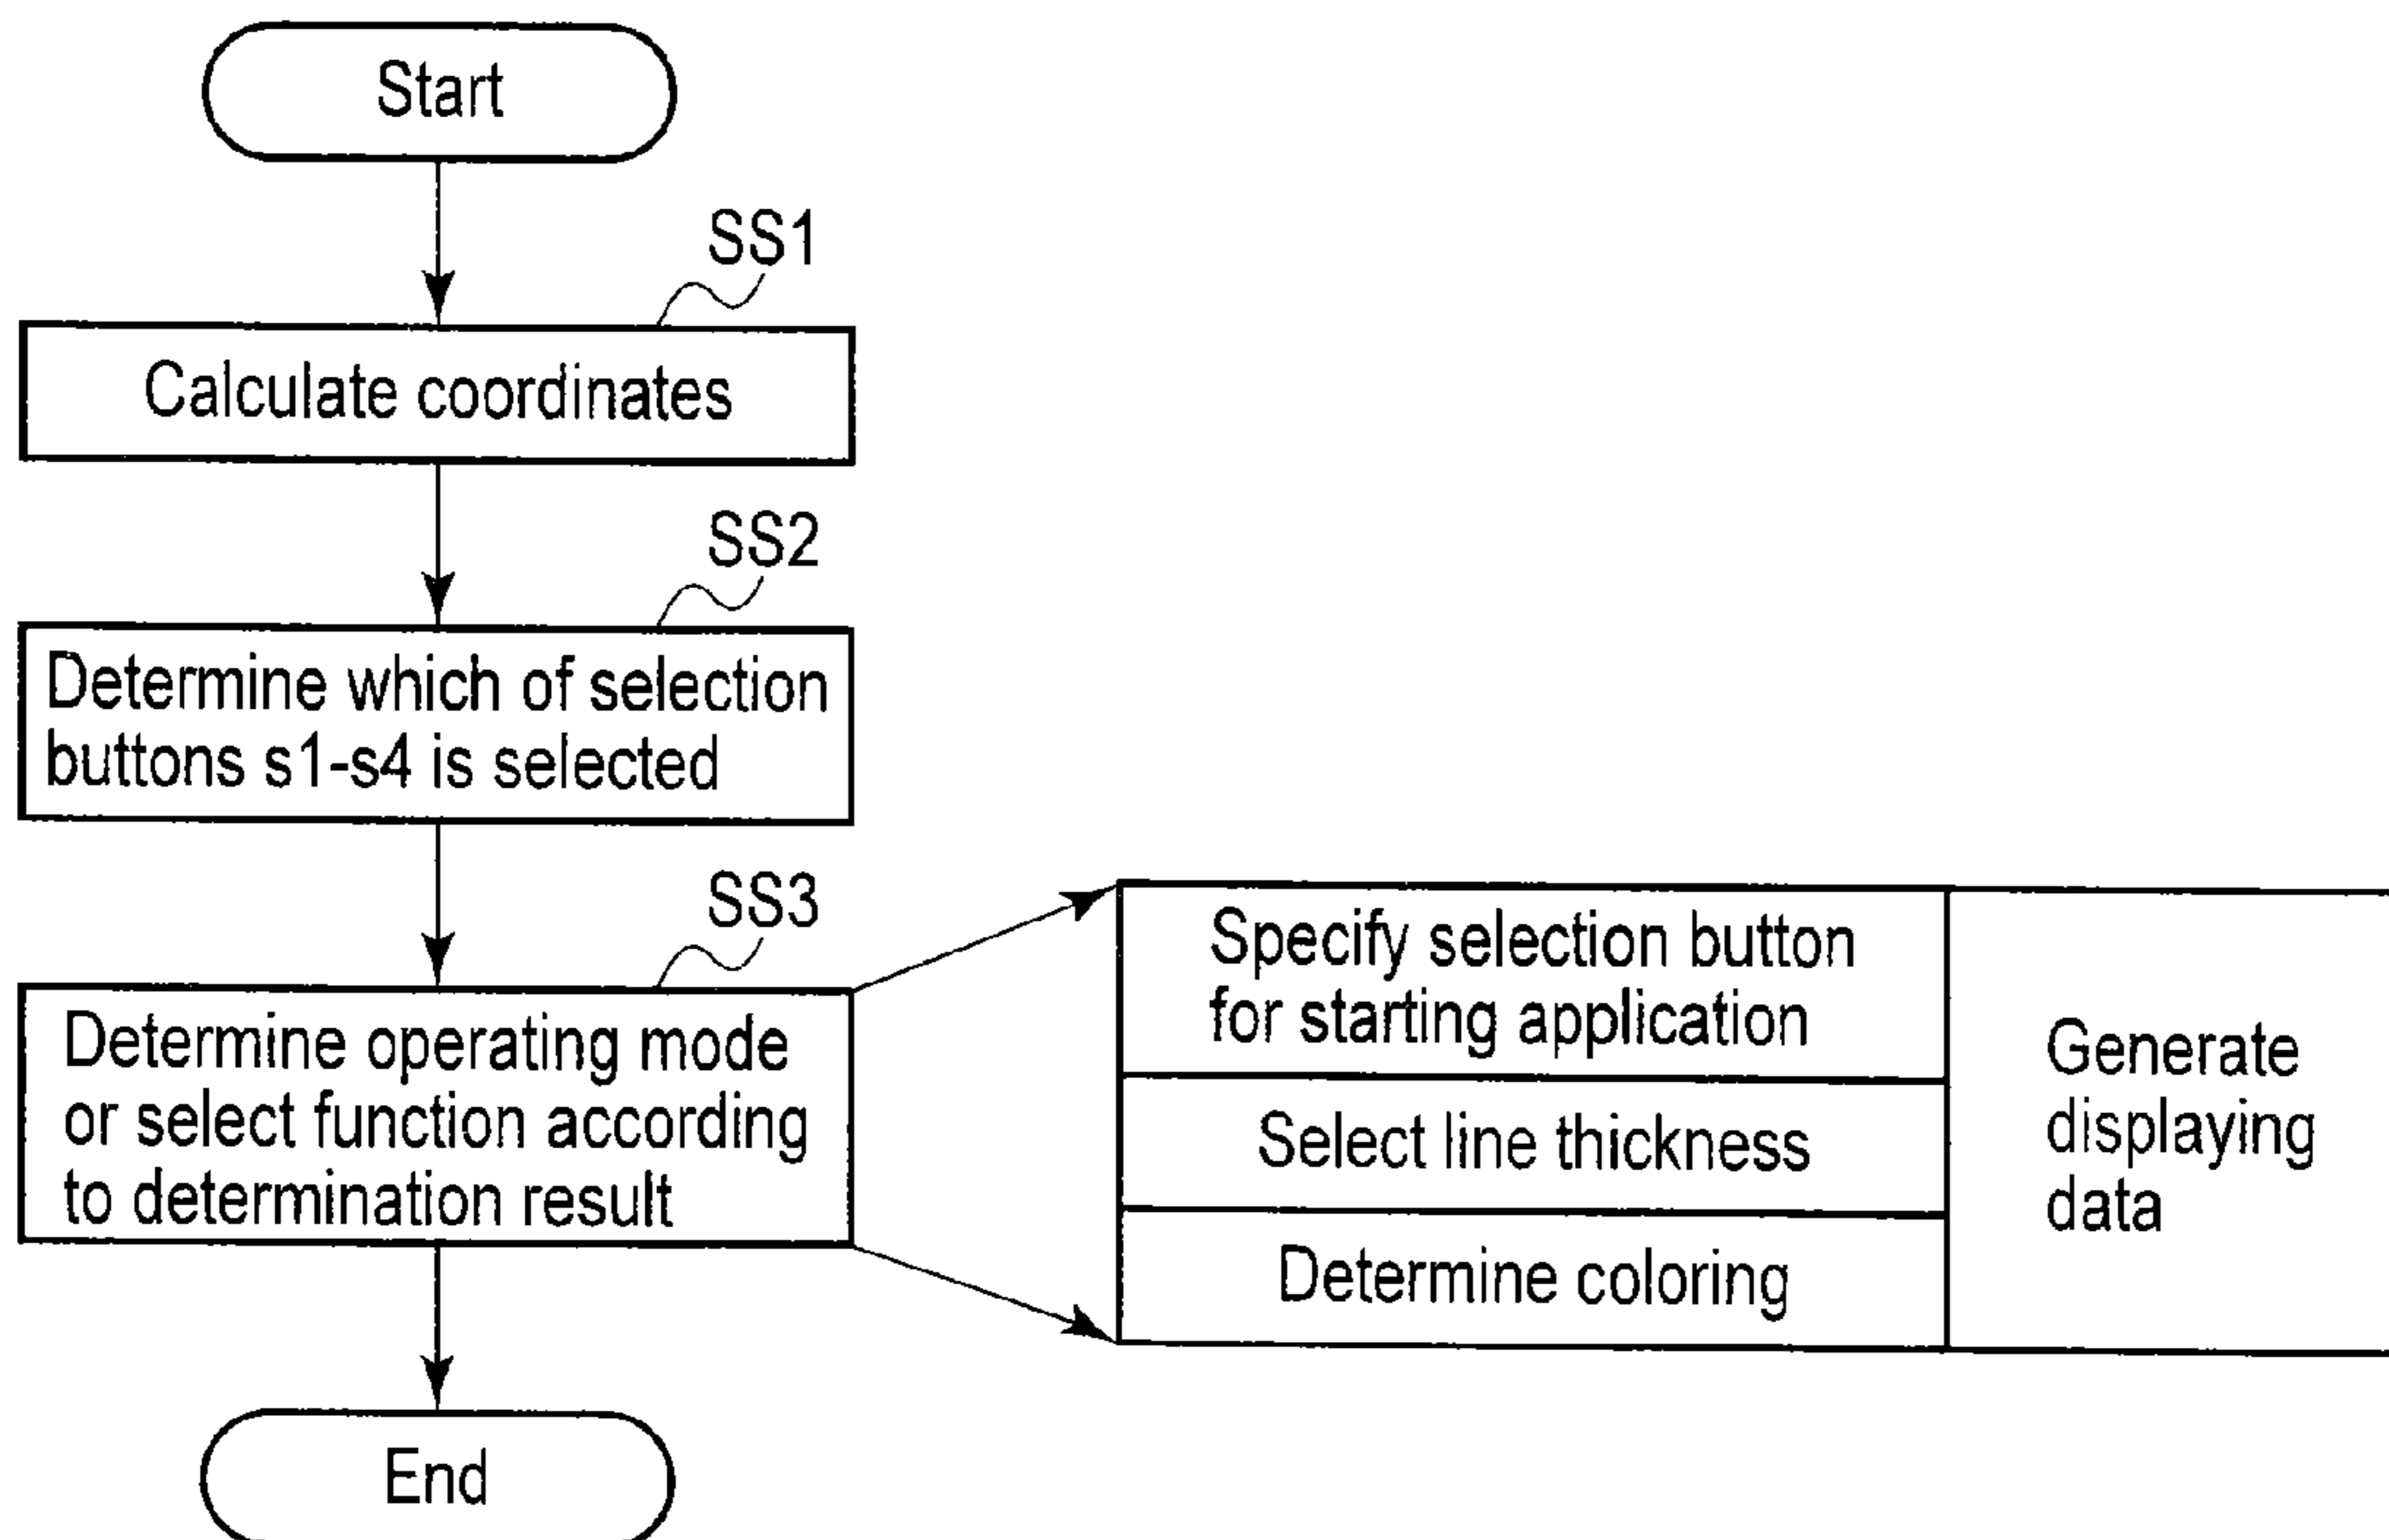 Start
SS1
Calculate coordinates
SS2
Determine which of selection
buttons s1-s4 is selected
SS3
Determine operating mode
or select function according
to determination result
Specify selection button
for starting application
Select line thickness
Determine coloring
Generate
displaying
data
End